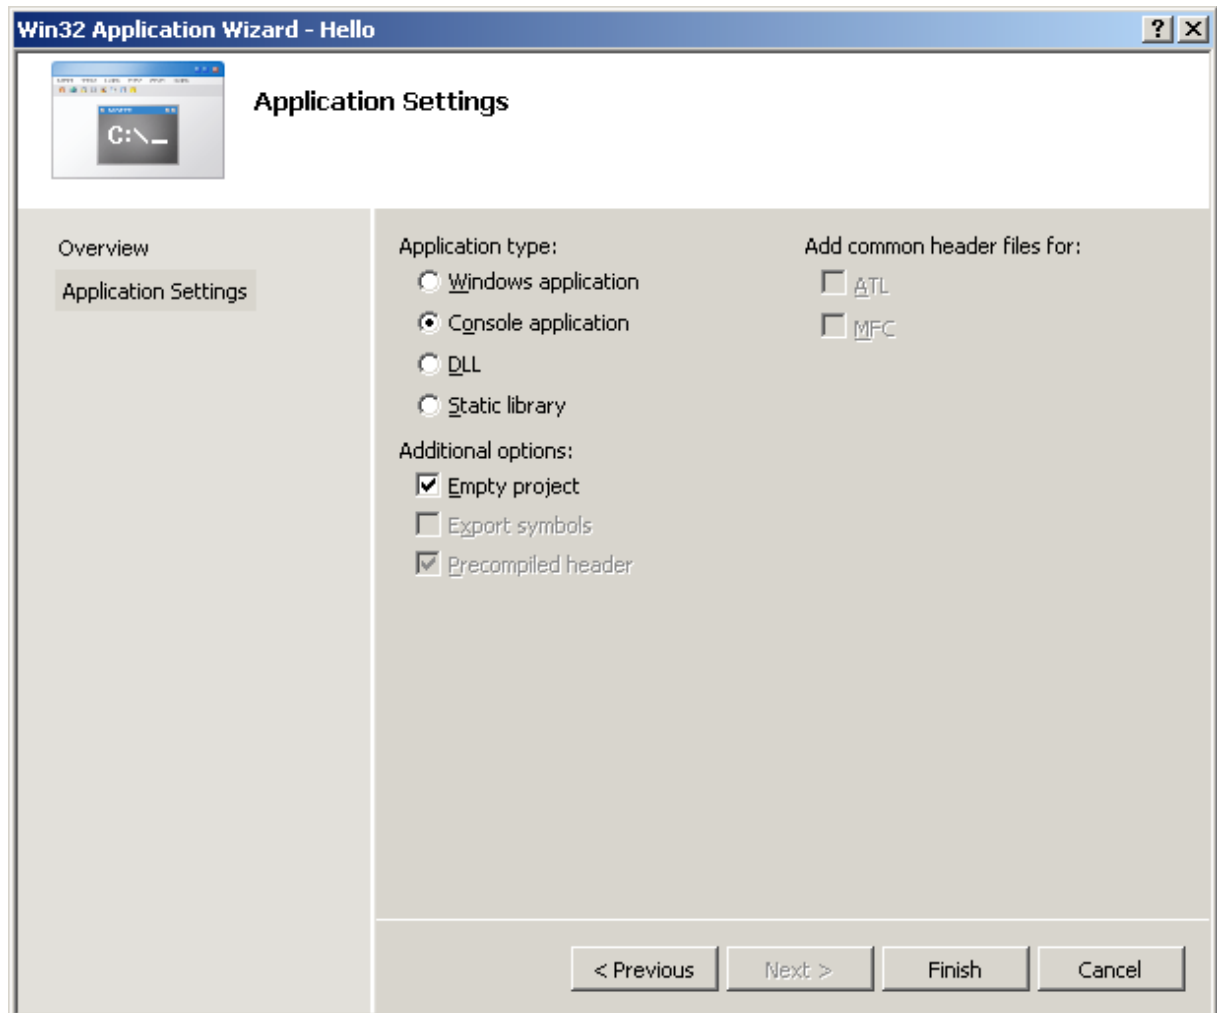 Win32 Application Wizard - Hello
C:\_
Application Settings
Overview
Application Settings
Application type:
Windows application
Console application
DLL
Static library
Additional options:
Empty project
Export symbols
Precompiled header
Add common header files for:
ATL
MFC
< Previous
Next >
Finish
Cancel